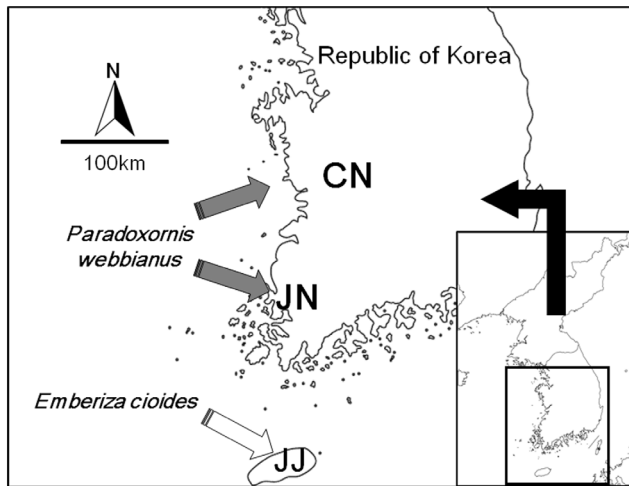 Republic of Korea
N
100km
CN
Paradoxornis
webbianus
JN
Emberiza cioides
JJ